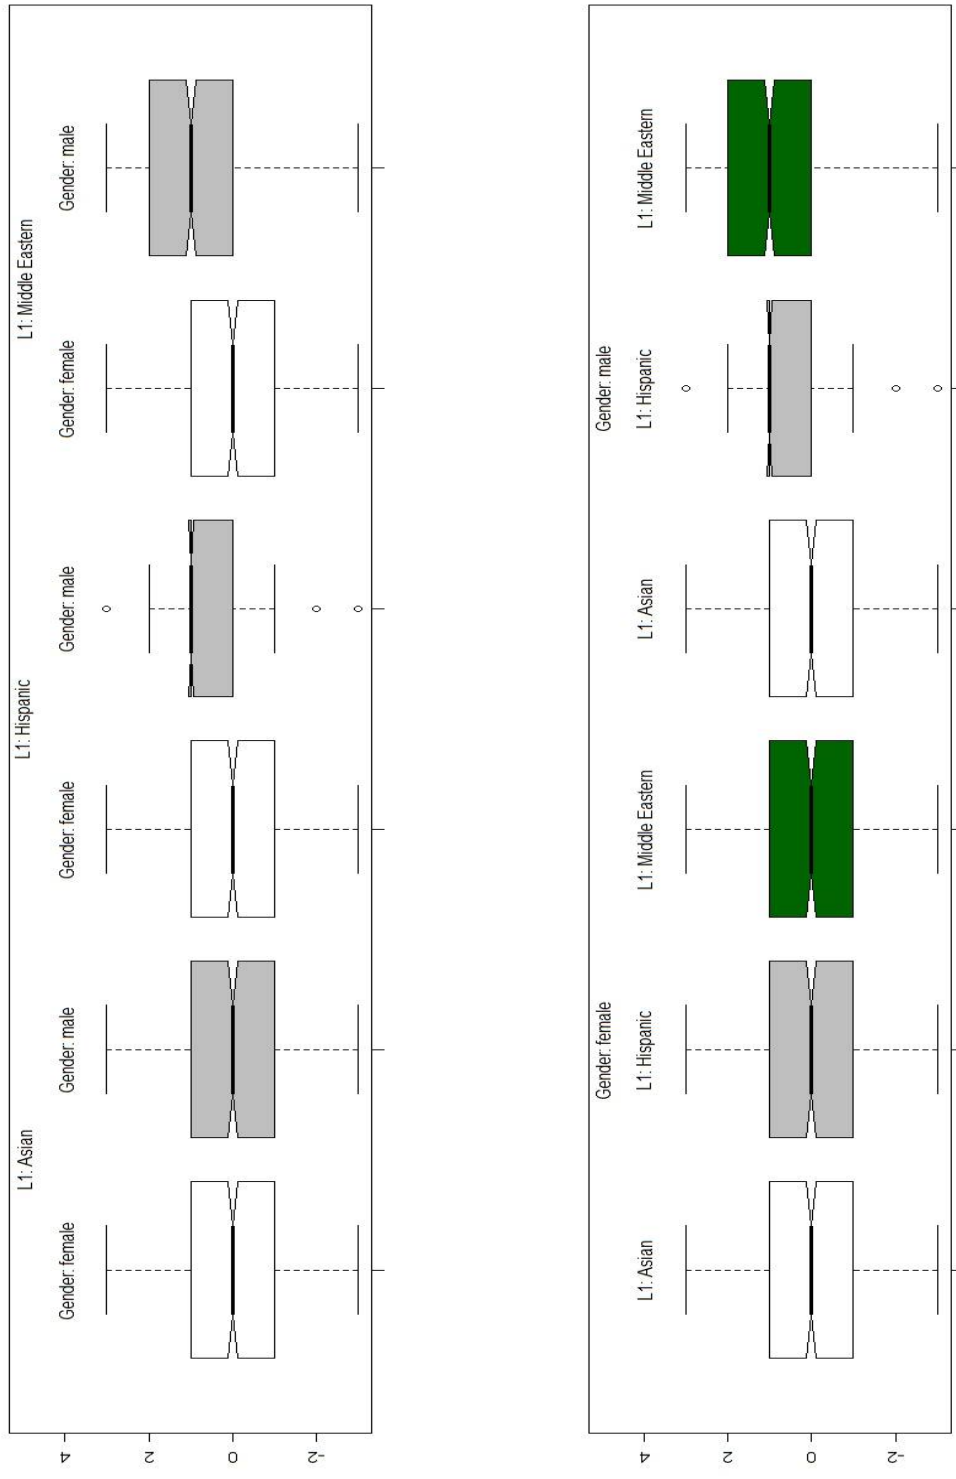 L1: Asian
L1: Hispanic
L1: Middle Eastern
4
Gender: female
Gender: male
Gender: female
Gender: male
Gender: female
Gender: male
2
0
-2
Gender: female
Gender: male
4
L1: Asian
L1: Hispanic
L1: Middle Eastern
L1: Asian
L1: Hispanic
L1: Middle Eastern
2
0
-2